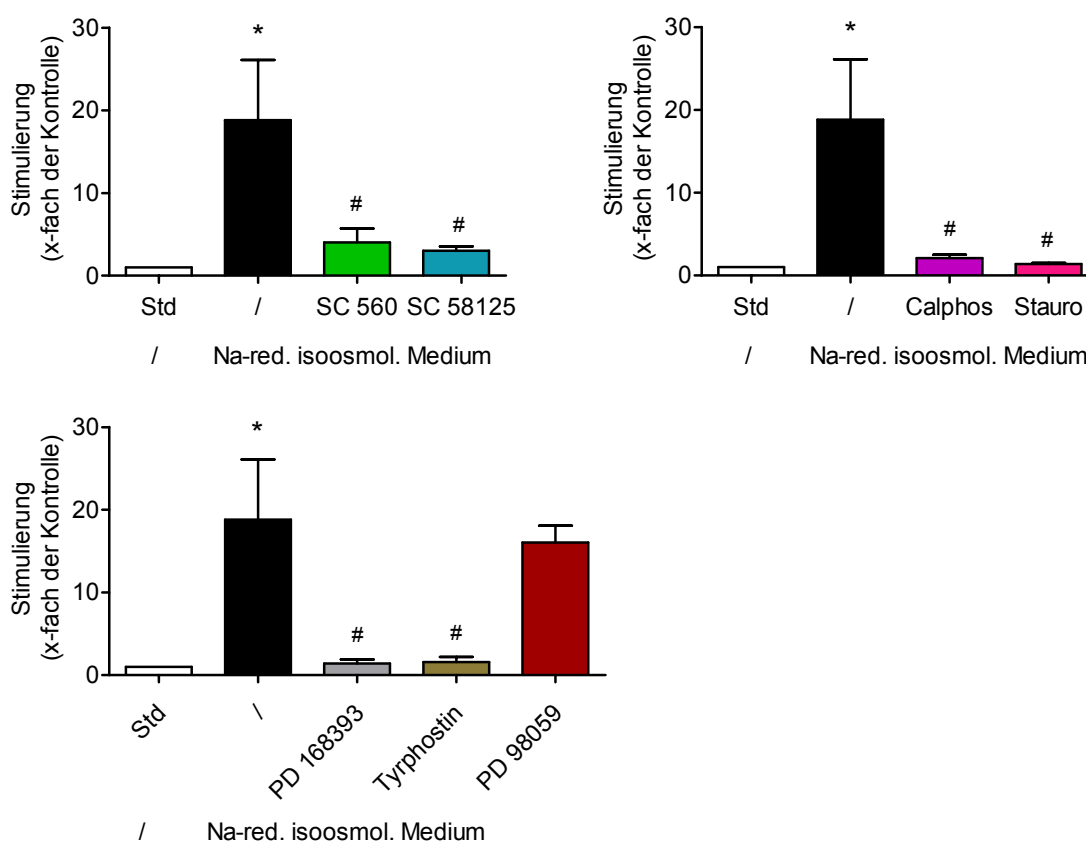 Stimulierung
(x-fach der Kontrolle)
30
20
10
0
*
#
#
Std
/
SC 560
SC 58125
/
Na-red. isoosmol. Medium
Stimulierung
(x-fach der Kontrolle)
30
20
10
0
*
#
#
Std
/
Calphos
Stauro
/
Na-red. isoosmol. Medium
Stimulierung
(x-fach der Kontrolle)
30
20
10
0
*
#
#
Std
/
PD 168393
Tyrphostin
PD 98059
/
Na-red. isoosmol. Medium